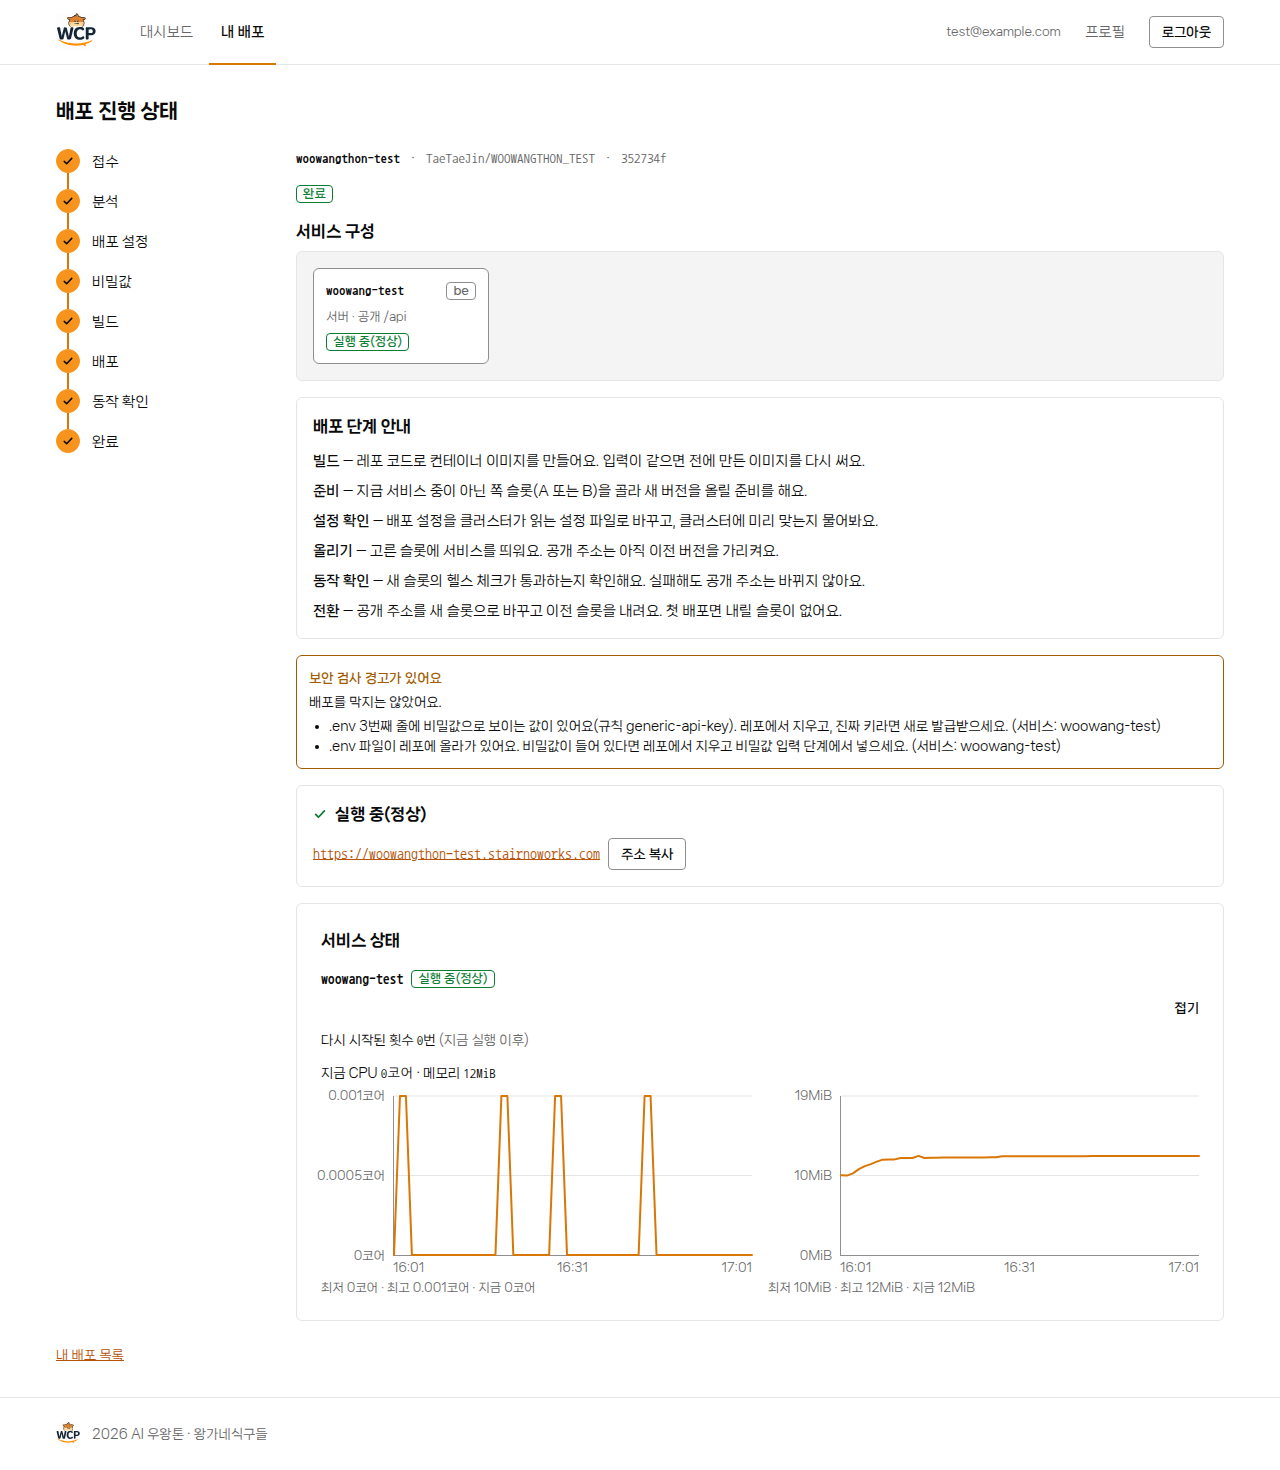 WCP
대시보드
내 배포
test@example.com
프로필
로그아웃
배포 진행 상태
접수
분석
배포 설정
비밀값
빌드
배포
동작 확인
완료
woowangthon-test · TaeTaeJin/WOOWANGTHON_TEST · 352734f
완료
서비스 구성
woowang-test
be
서버 · 공개 /api
실행 중(정상)
배포 단계 안내
빌드 — 레포 코드로 컨테이너 이미지를 만들어요. 입력이 같으면 전에 만든 이미지를 다시 써요.
준비 — 지금 서비스 중이 아닌 쪽 슬롯(A 또는 B)을 골라 새 버전을 올릴 준비를 해요.
설정 확인 — 배포 설정을 클러스터가 읽는 설정 파일로 바꾸고, 클러스터에 미리 맞는지 물어봐요.
올리기 — 고른 슬롯에 서비스를 띄워요. 공개 주소는 아직 이전 버전을 가리켜요.
동작 확인 — 새 슬롯의 헬스 체크가 통과하는지 확인해요. 실패해도 공개 주소는 바뀌지 않아요.
전환 — 공개 주소를 새 슬롯으로 바꾸고 이전 슬롯을 내려요. 첫 배포면 내릴 슬롯이 없어요.
보안 검사 경고가 있어요
배포를 막지는 않았어요.
• .env 3번째 줄에 비밀값으로 보이는 값이 있어요(규칙 generic-api-key). 레포에서 지우고, 진짜 키라면 새로 발급받으세요. (서비스: woowang-test)
• .env 파일이 레포에 올라가 있어요. 비밀값이 들어 있다면 레포에서 지우고 비밀값 입력 단계에서 넣으세요. (서비스: woowang-test)
실행 중(정상)
https://woowangthon-test.stairnoworks.com
주소 복사
서비스 상태
woowang-test
실행 중(정상)
접기
다시 시작된 횟수 0번 (지금 실행 이후)
지금 CPU 0코어 · 메모리 12MiB
0.001코어
0.0005코어
0코어
16:01
16:31
17:01
최저 0코어 · 최고 0.001코어 · 지금 0코어
19MiB
10MiB
0MiB
16:01
16:31
17:01
최저 10MiB · 최고 12MiB · 지금 12MiB
내 배포 목록
WCP
2026 AI 우왕톤 · 왕가네식구들